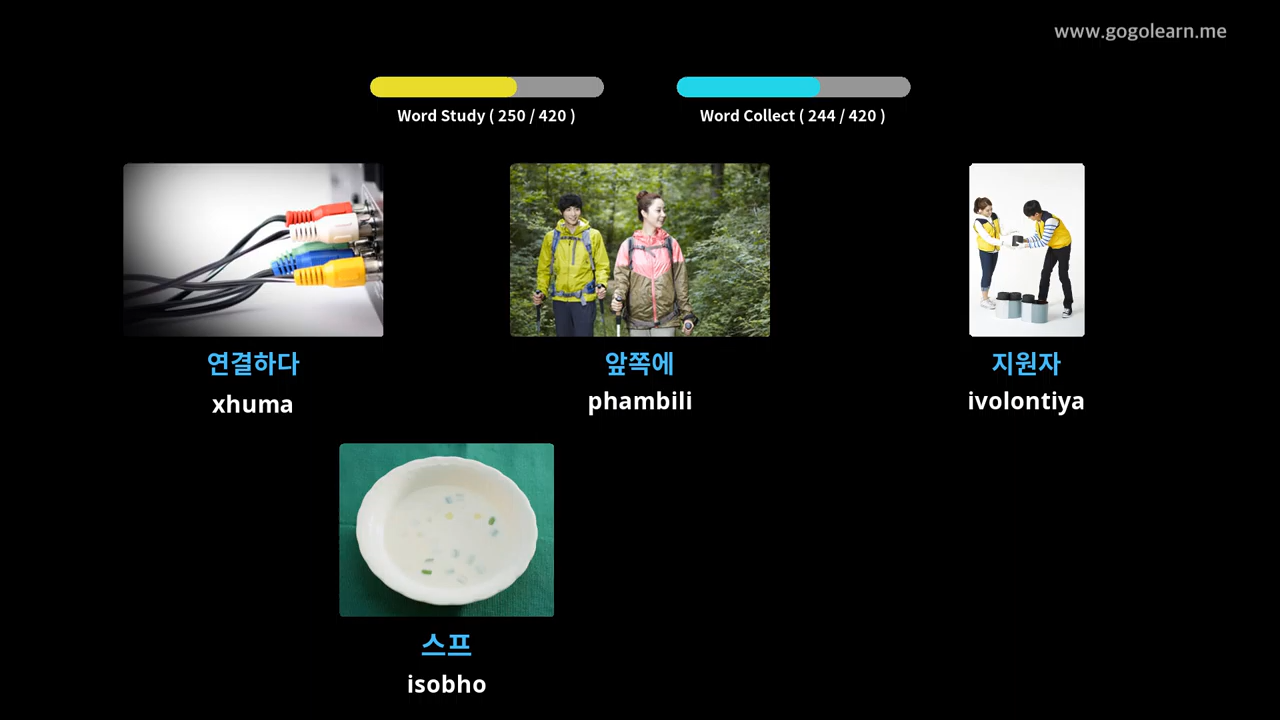 www.gogolearn.me
Word Study ( 250 / 420 )
Word Collect ( 244 / 420 )
연결하다
xhuma
앞쪽에
phambili
지원자
ivolontiya
스프
isobho